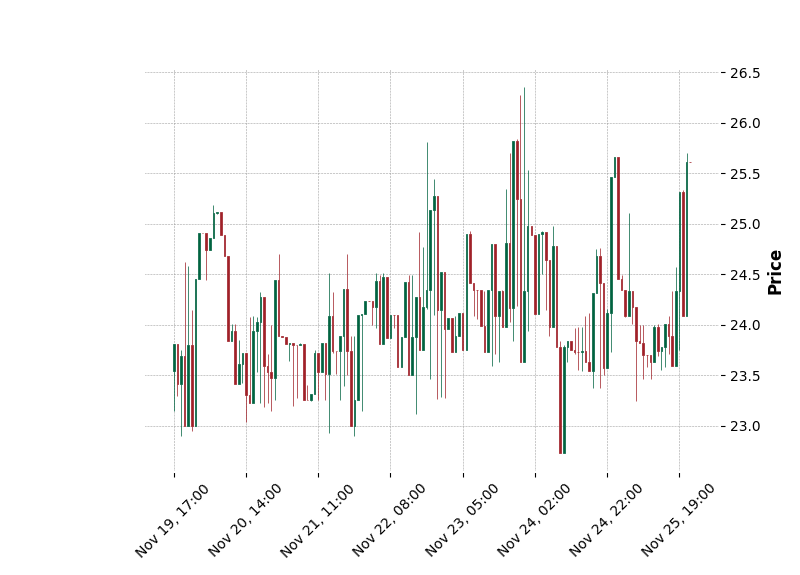 26.5
26.0
25.5
25.0
24.5
24.0
23.5
23.0
Price
Nov 19, 17:00
Nov 20, 14:00
Nov 21, 11:00
Nov 22, 08:00
Nov 23, 05:00
Nov 24, 02:00
Nov 24, 22:00
Nov 25, 19:00